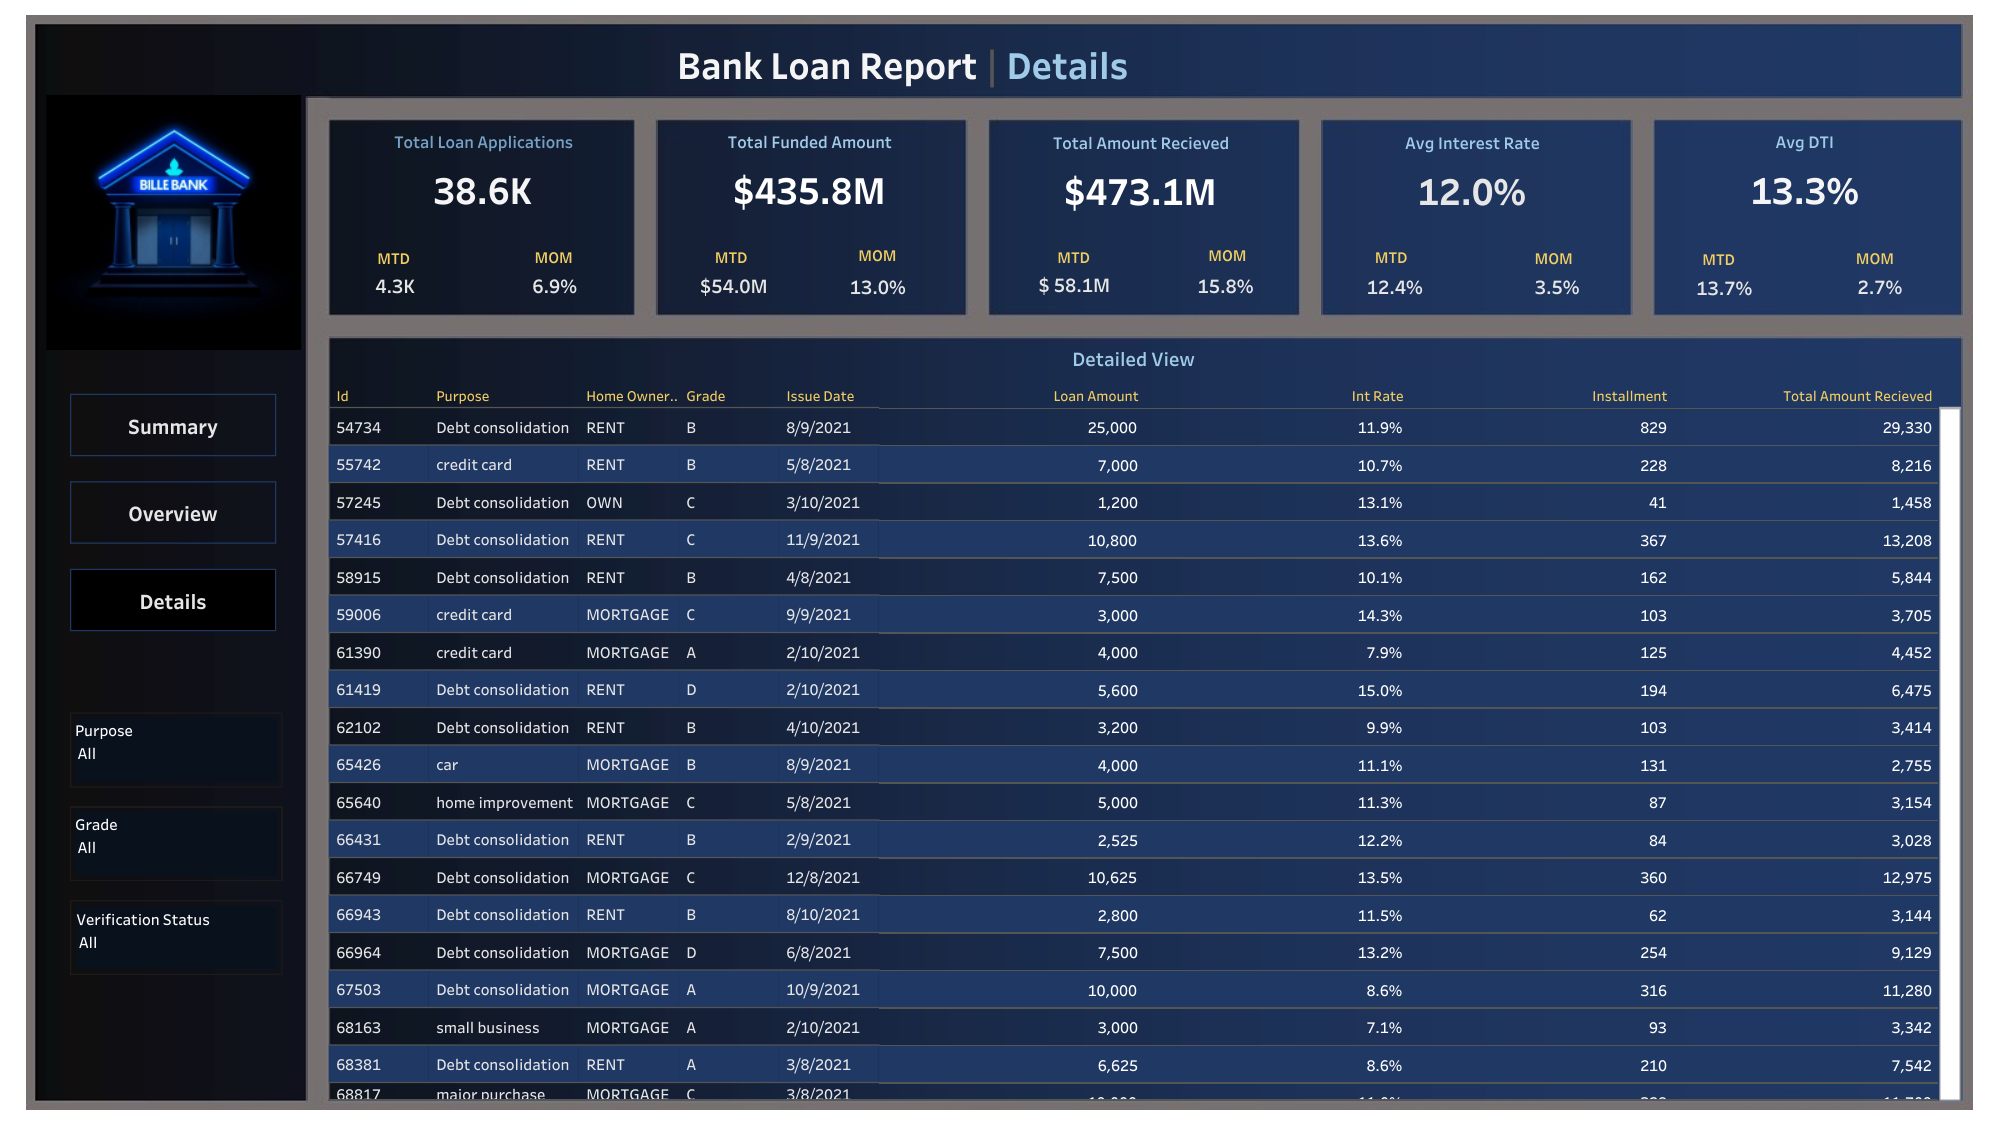 Bank Loan Report | Details
BILLE BANK
Total Loan Applications
38.6K
MTD MOM
4.3K 6.9%
Total Funded Amount
$435.8M
MTD MOM
$54.0M 13.0%
Total Amount Recieved
$473.1M
MTD MOM
$ 58.1M 15.8%
Avg Interest Rate
12.0%
MTD MOM
12.4% 3.5%
Avg DTI
13.3%
MTD MOM
13.7% 2.7%
Summary
Overview
Details
Purpose
All
Grade
All
Verification Status
All
Detailed View
Id Purpose Home Owner.. Grade Issue Date Loan Amount Int Rate Installment Total Amount Recieved
54734 Debt consolidation RENT B 8/9/2021 25,000 11.9% 829 29,330
55742 credit card RENT B 5/8/2021 7,000 10.7% 228 8,216
57245 Debt consolidation OWN C 3/10/2021 1,200 13.1% 41 1,458
57416 Debt consolidation RENT C 11/9/2021 10,800 13.6% 367 13,208
58915 Debt consolidation RENT B 4/8/2021 7,500 10.1% 162 5,844
59006 credit card MORTGAGE C 9/9/2021 3,000 14.3% 103 3,705
61390 credit card MORTGAGE A 2/10/2021 4,000 7.9% 125 4,452
61419 Debt consolidation RENT D 2/10/2021 5,600 15.0% 194 6,475
62102 Debt consolidation RENT B 4/10/2021 3,200 9.9% 103 3,414
65426 car MORTGAGE B 8/9/2021 4,000 11.1% 131 2,755
65640 home improvement MORTGAGE C 5/8/2021 5,000 11.3% 87 3,154
66431 Debt consolidation RENT B 2/9/2021 2,525 12.2% 84 3,028
66749 Debt consolidation MORTGAGE C 12/8/2021 10,625 13.5% 360 12,975
66943 Debt consolidation RENT B 8/10/2021 2,800 11.5% 62 3,144
66964 Debt consolidation MORTGAGE D 6/8/2021 7,500 13.2% 254 9,129
67503 Debt consolidation MORTGAGE A 10/9/2021 10,000 8.6% 316 11,280
68163 small business MORTGAGE A 2/10/2021 3,000 7.1% 93 3,342
68381 Debt consolidation RENT A 3/8/2021 6,625 8.6% 210 7,542
68817 major purchase MORTGAGE C 3/8/2021